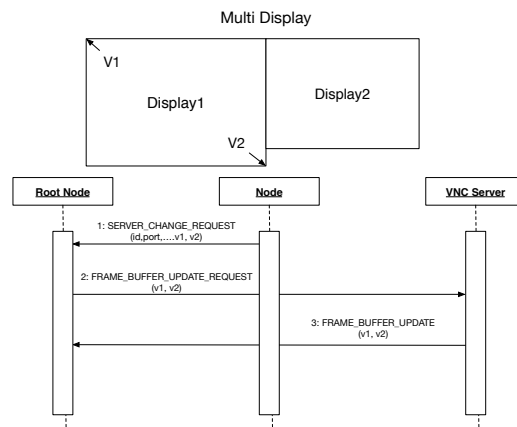 Multi Display
V1
Display1
Display2
V2
Root Node
Node
VNC Server
1: SERVER_CHANGE_REQUEST
(id,port,....v1, v2)
2: FRAME_BUFFER_UPDATE_REQUEST
(v1, v2)
3: FRAME_BUFFER_UPDATE
(v1, v2)